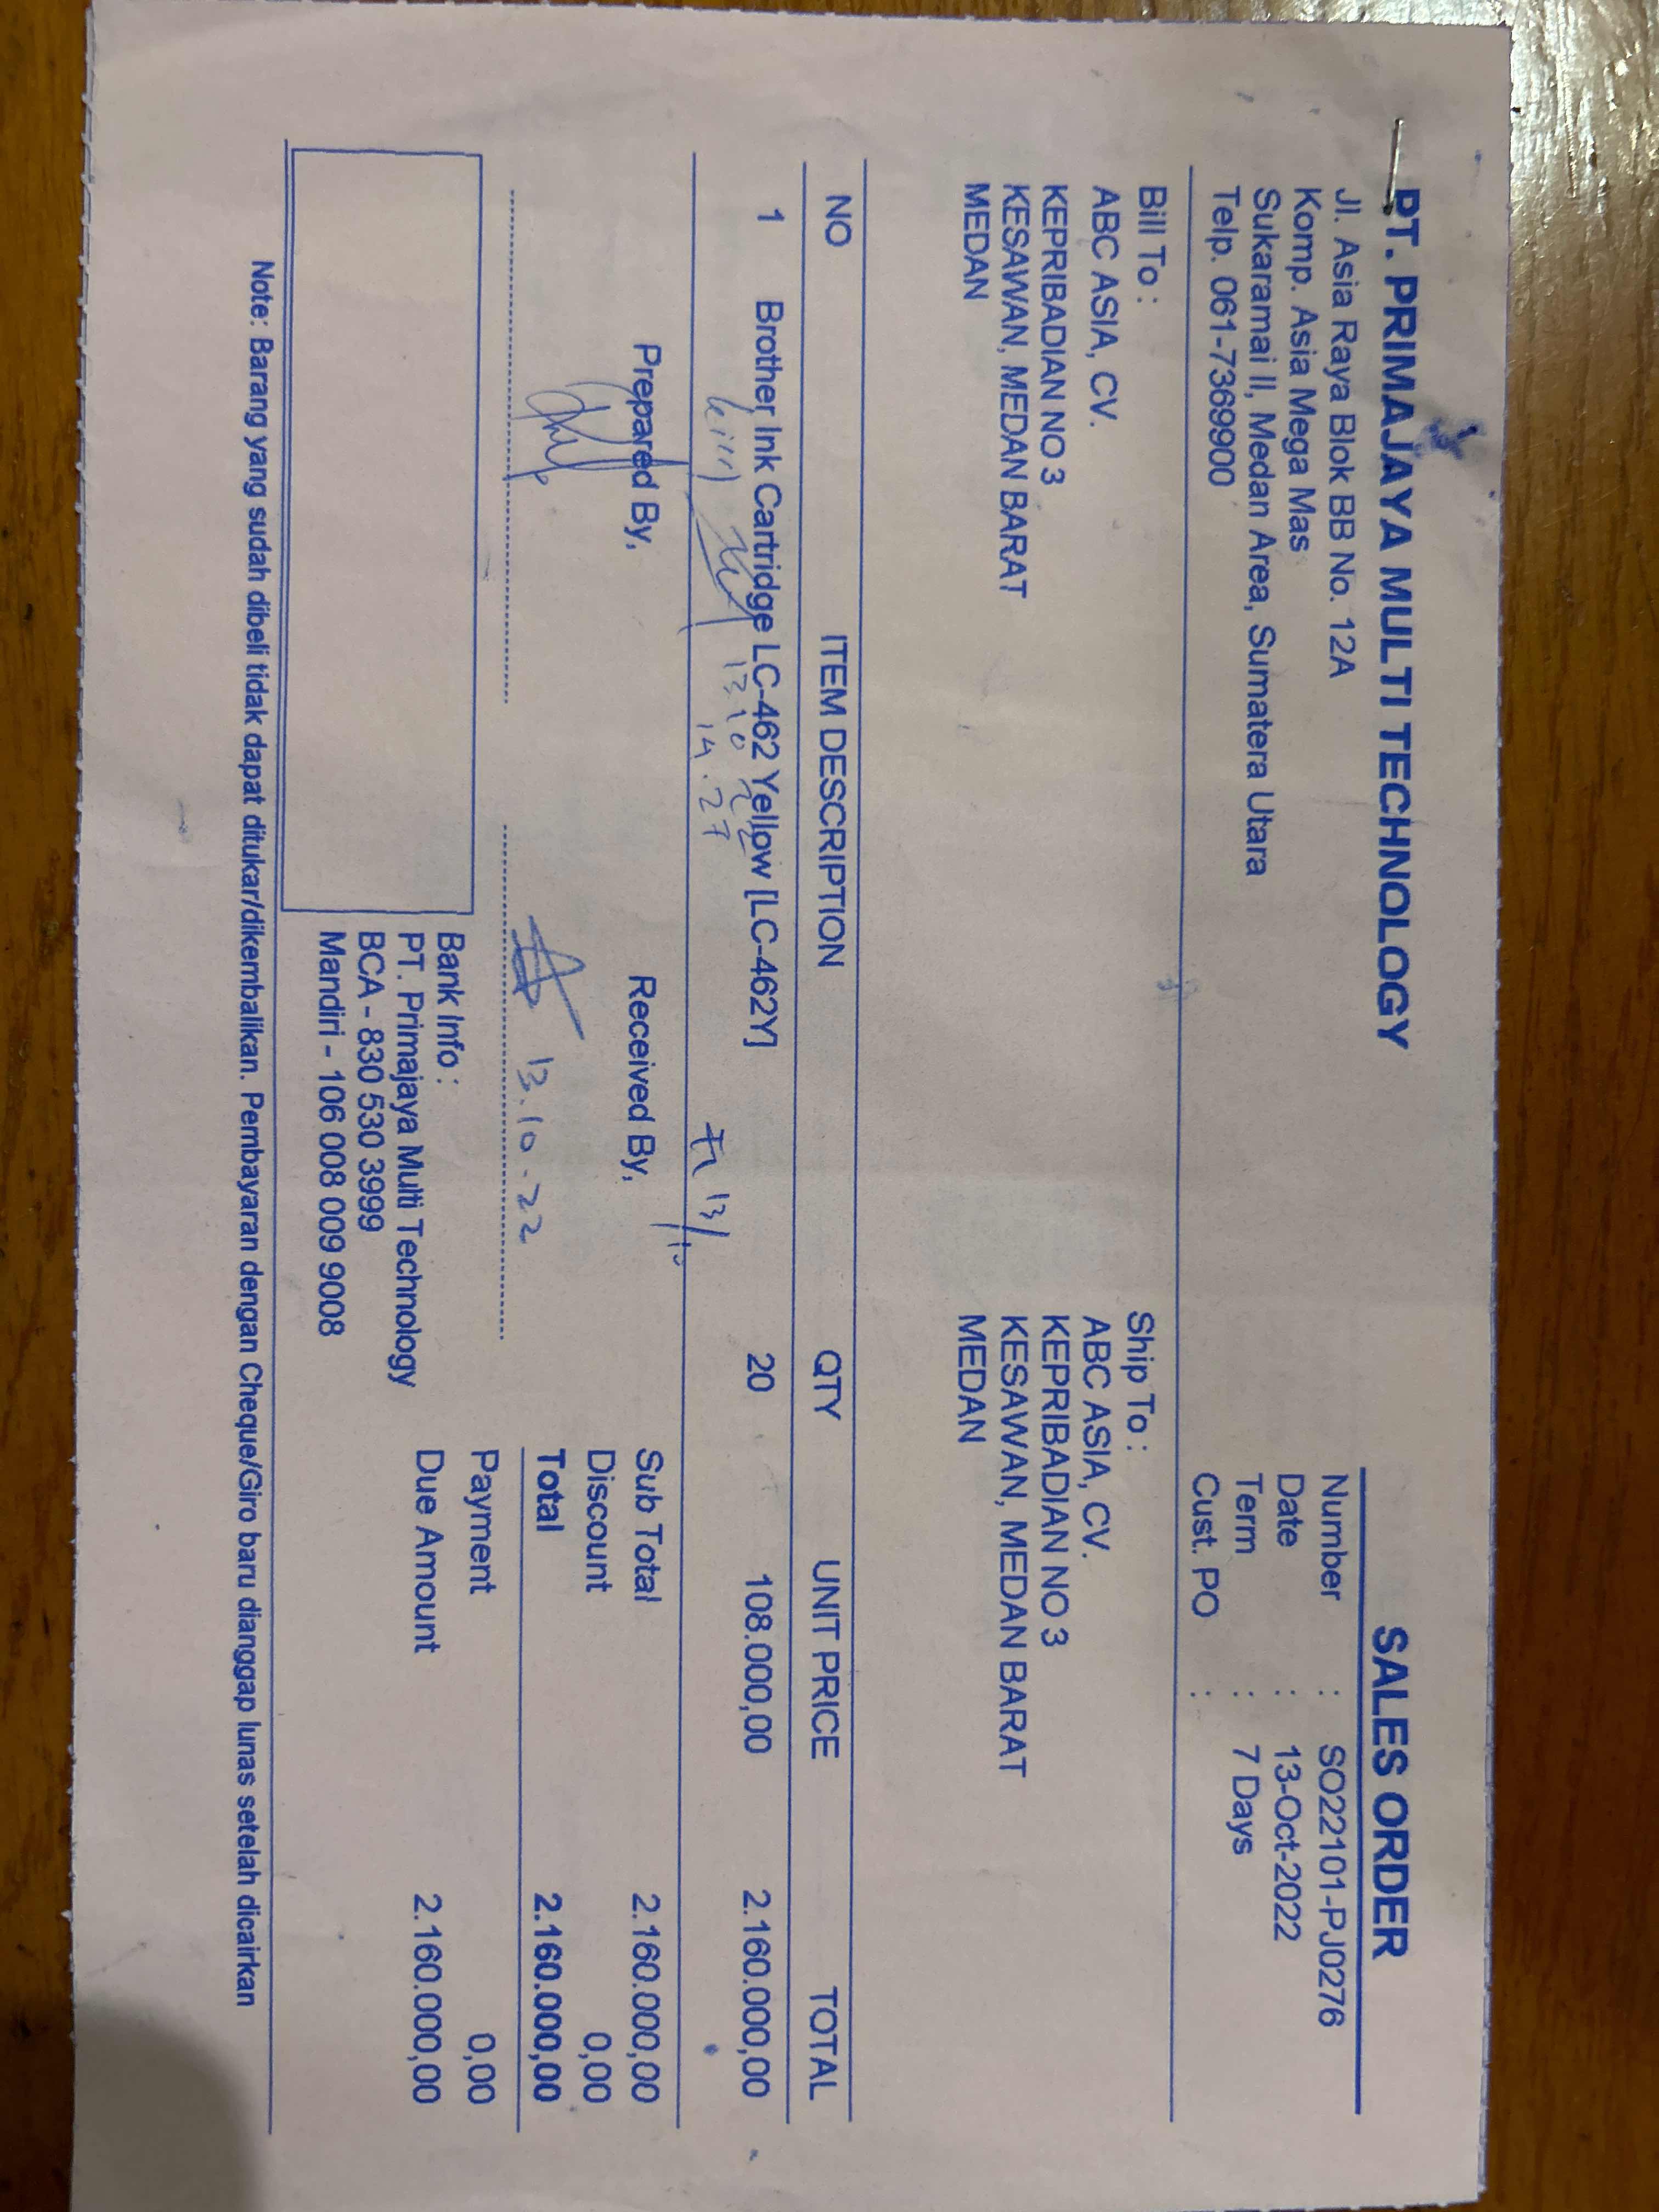 PT. PRIMAJAYA MULTI TECHNOLOGY
Jl. Asia Raya Blok BB No. 12A
Komp. Asia Mega Mas
Sukaramai II, Medan Area, Sumatera Utara
Telp. 061-7369900
SALES ORDER
Number : SO22101-PJ0276
Date : 13-Oct-2022
Term : 7 Days
Cust. PO :
Bill To :
ABC ASIA, CV.
KEPRIBADIAN NO 3
KESAWAN, MEDAN BARAT
MEDAN
Ship To :
ABC ASIA, CV.
KEPRIBADIAN NO 3
KESAWAN, MEDAN BARAT
MEDAN
NO ITEM DESCRIPTION QTY UNIT PRICE TOTAL
1 Brother Ink Cartridge LC-462 Yellow [LC-462Y] 20 108.000,00 2.160.000,00
13.10.22
14.27
13/10
Prepared By,
Received By,
13.10.22
Sub Total 2.160.000,00
Discount 0,00
Total 2.160.000,00
Payment 0,00
Due Amount 2.160.000,00
Bank Info :
PT. Primajaya Multi Technology
BCA - 830 530 3999
Mandiri - 106 008 009 9008
Note: Barang yang sudah dibeli tidak dapat ditukar/dikembalikan. Pembayaran dengan Cheque/Giro baru dianggap lunas setelah dicairkan